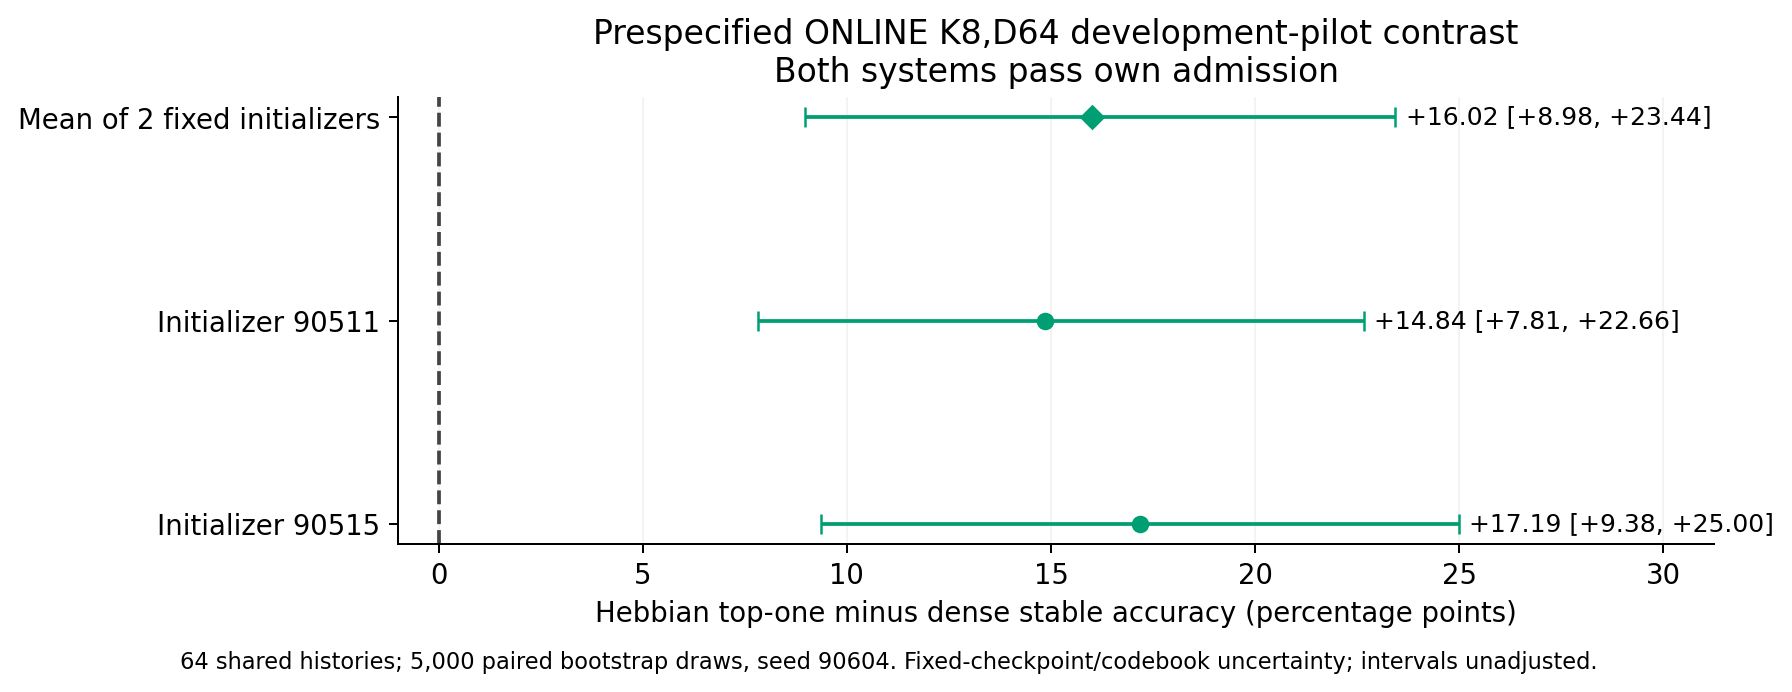 Prespecified ONLINE K8,D64 development-pilot contrast
Both systems pass own admission
Mean of 2 fixed initializers
+16.02 [+8.98, +23.44]
Initializer 90511
+14.84 [+7.81, +22.66]
Initializer 90515
+17.19 [+9.38, +25.00]
0 5 10 15 20 25 30
Hebbian top-one minus dense stable accuracy (percentage points)
64 shared histories; 5,000 paired bootstrap draws, seed 90604. Fixed-checkpoint/codebook uncertainty; intervals unadjusted.